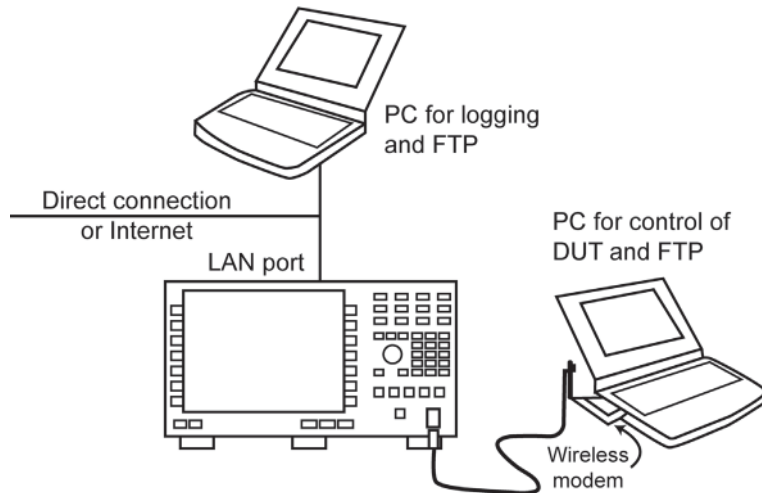 PC for logging
and FTP
Direct connection
or Internet
LAN port
PC for control of
DUT and FTP
Wireless
modem